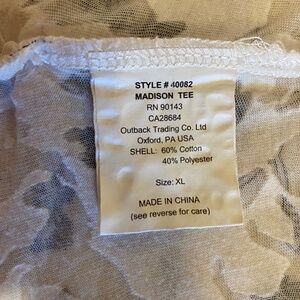 STYLE # 40082
MADISON TEE
RN 90143
CA28684
Outback Trading Co. Ltd
Oxford, PA USA
SHELL: 60% Cotton
40% Polyester
Size: XL
MADE IN CHINA
(see reverse for care)